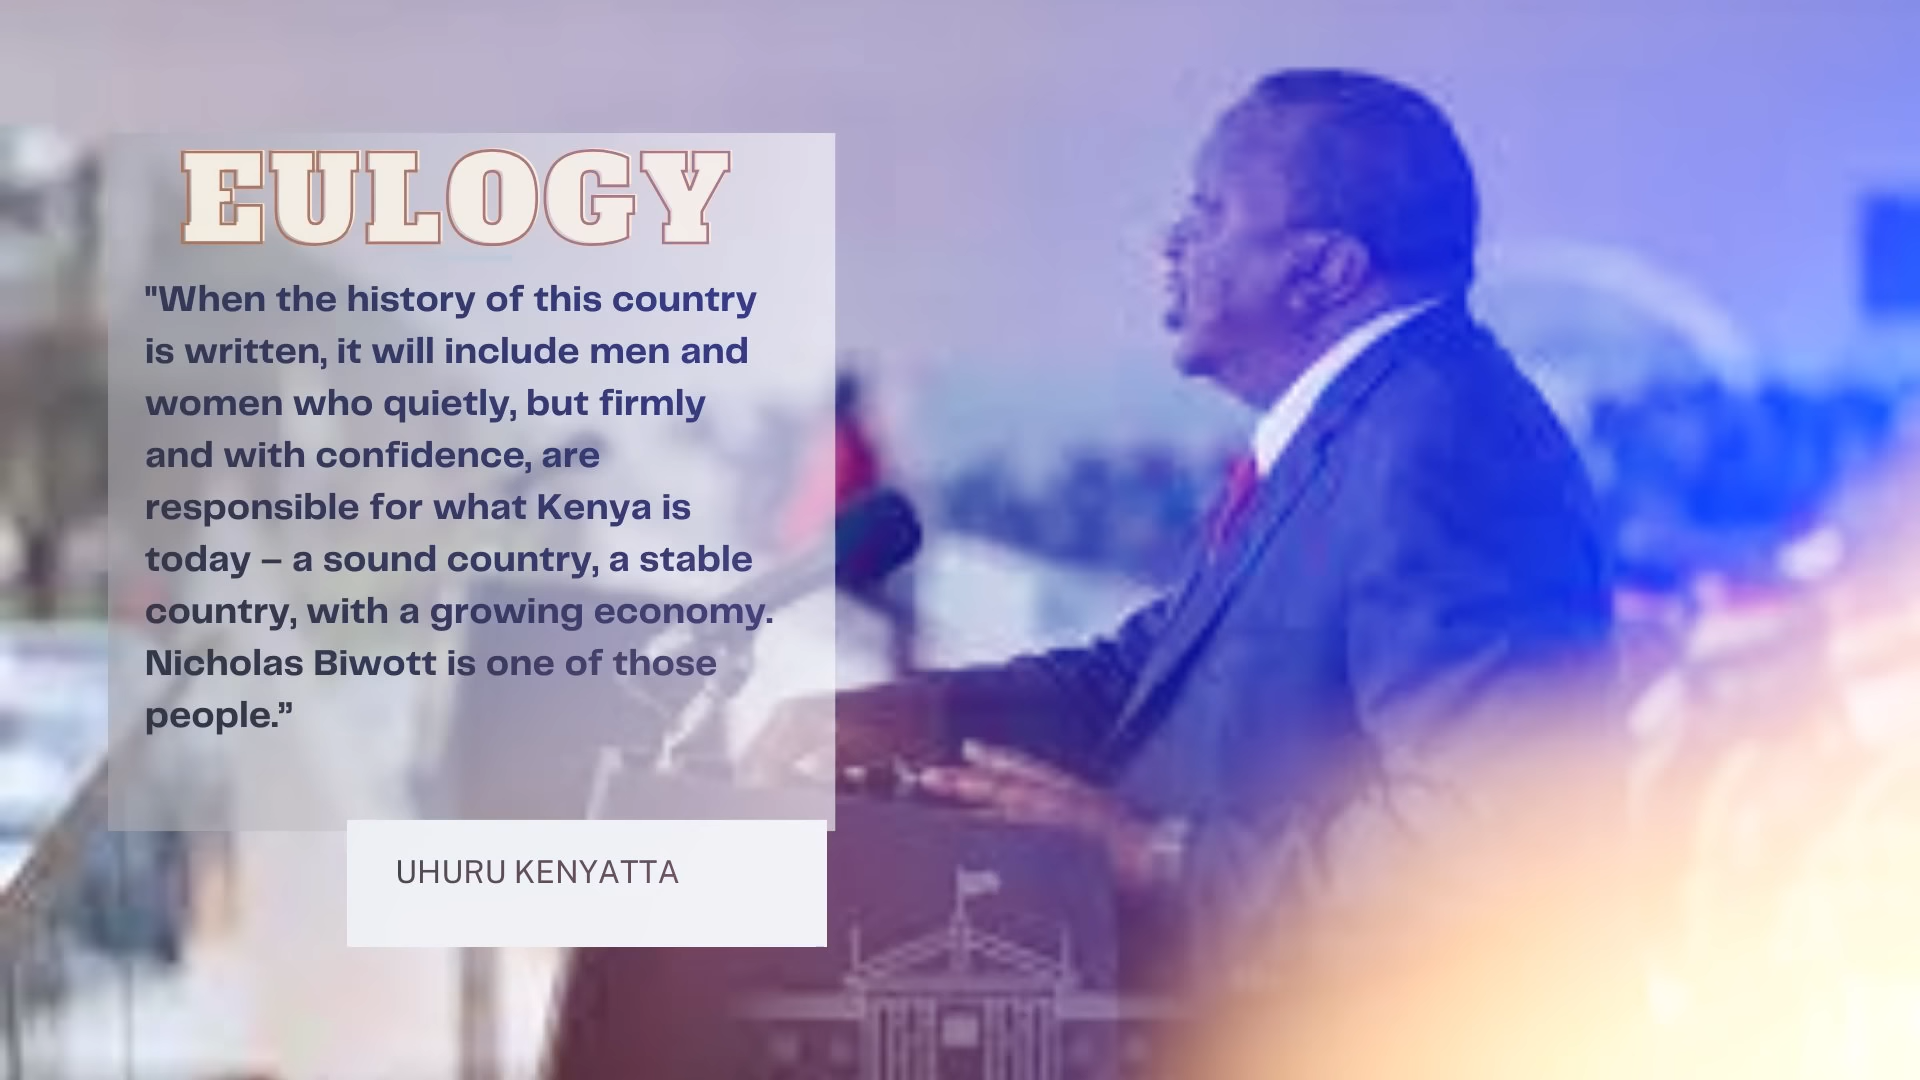 EULOGY
"When the history of this country
is written, it will include men and
women who quietly, but firmly
and with confidence, are
responsible for what Kenya is
today – a sound country, a stable
country, with a growing economy.
Nicholas Biwott is one of those
people.”
UHURU KENYATTA